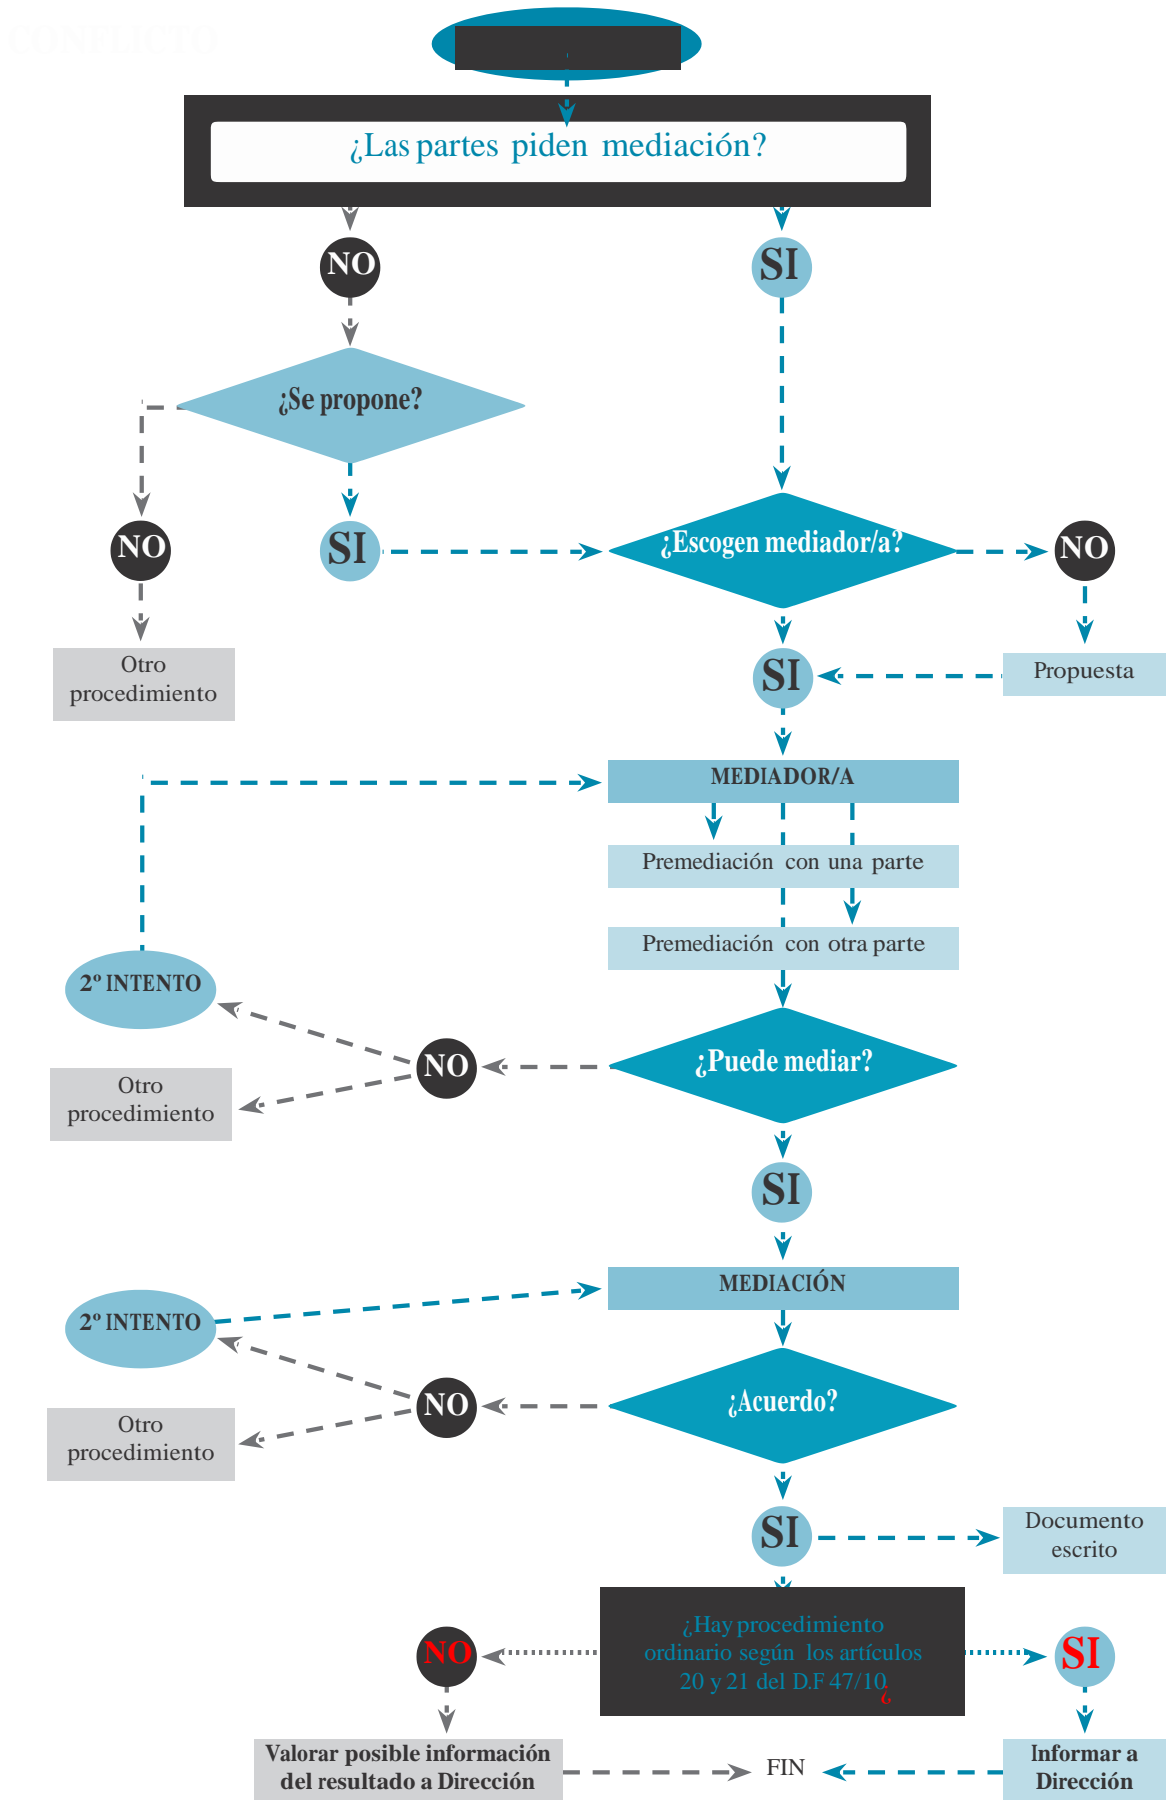 CONFLICTO
¿Las partes piden mediación?
NO
SI
¿Se propone?
NO
SI
¿Escogen mediador/a?
NO
Otro
procedimiento
SI
Propuesta
MEDIADOR/A
Premediación con una parte
Premediación con otra parte
2º INTENTO
¿Puede mediar?
NO
Otro
procedimiento
SI
MEDIACIÓN
2º INTENTO
¿Acuerdo?
NO
Otro
procedimiento
SI
Documento
escrito
¿Hay procedimiento
ordinario según los artículos
20 y 21 del D.F 47/10¿
NO
SI
Valorar posible información
del resultado a Dirección
FIN
Informar a
Dirección